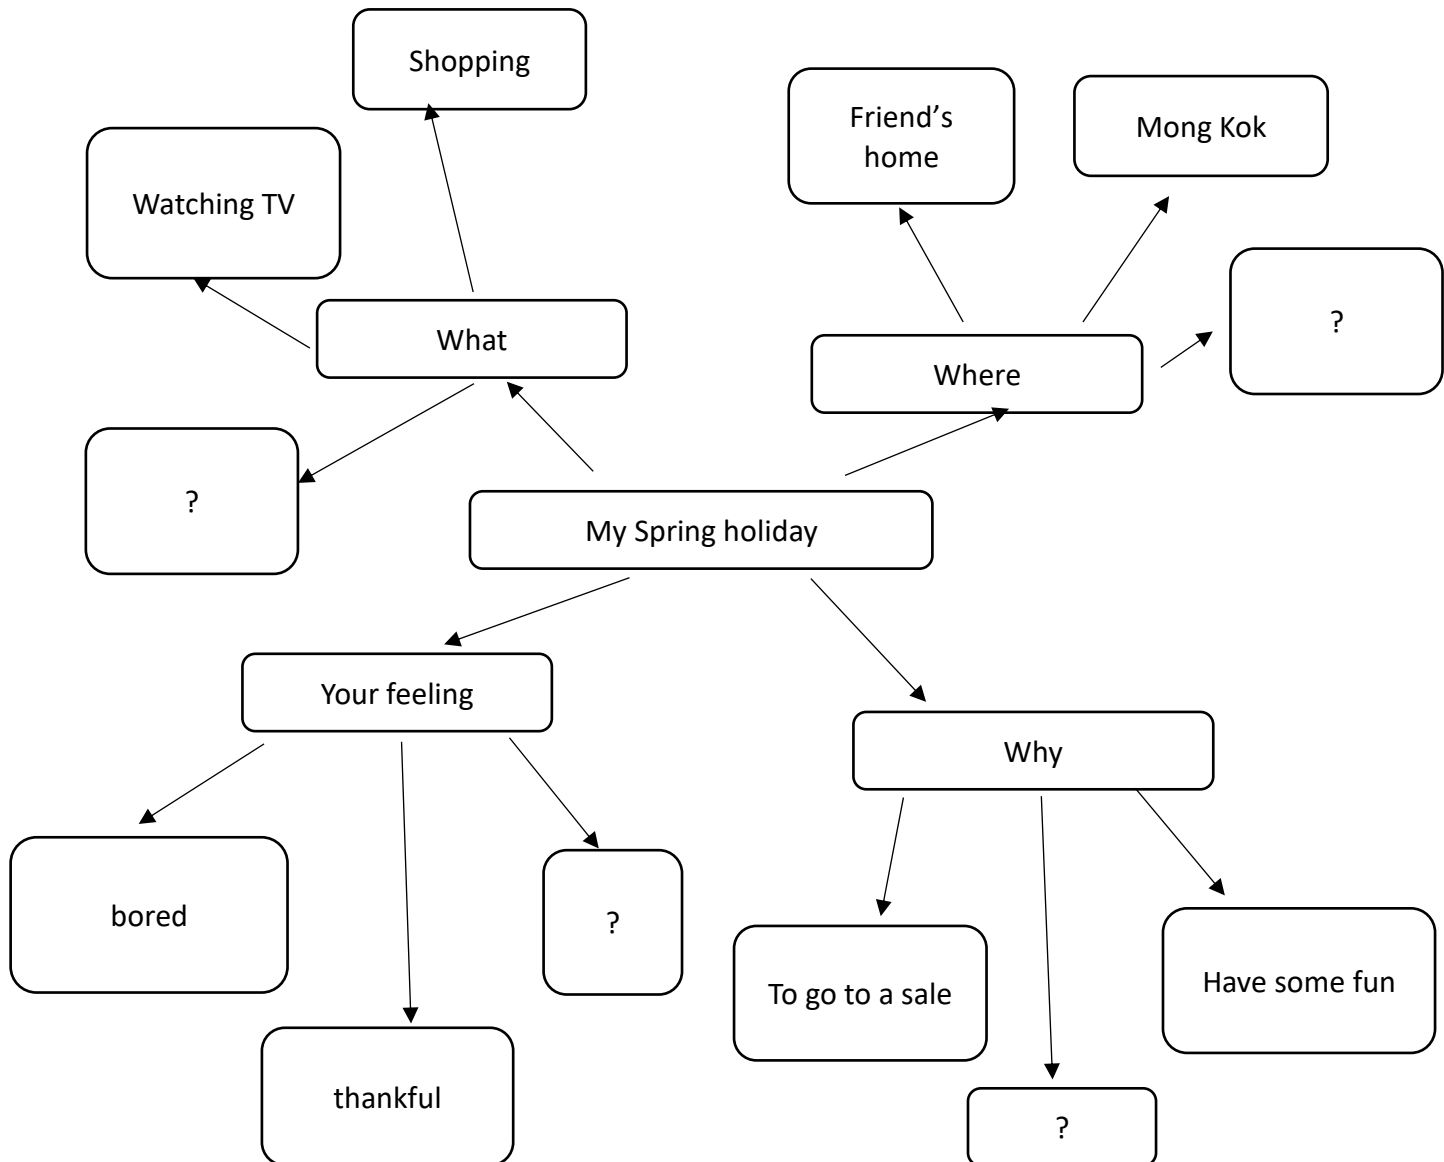 Shopping
Friend's
home
Mong Kok
Watching TV
?
What
Where
?
My Spring holiday
Your feeling
Why
bored
?
To go to a sale
Have some fun
thankful
?